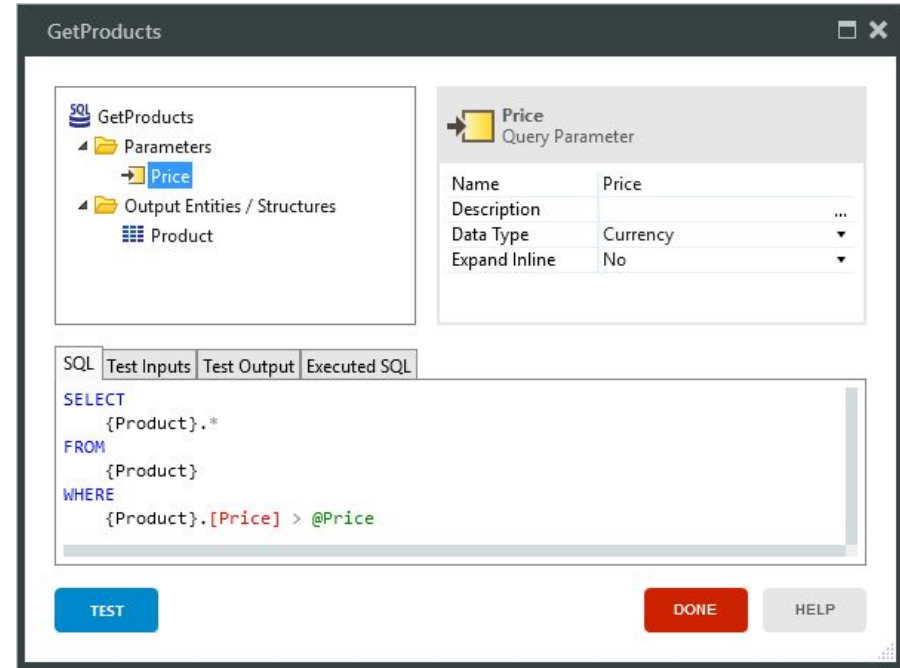 GetProducts
SQL GetProducts
Parameters
Price
Output Entities / Structures
Product
Price
Query Parameter
Name Price
Description ...
Data Type Currency
Expand Inline No
SQL Test Inputs Test Output Executed SQL
SELECT
{Product}.*
FROM
{Product}
WHERE
{Product}.[Price] > @Price
TEST DONE HELP